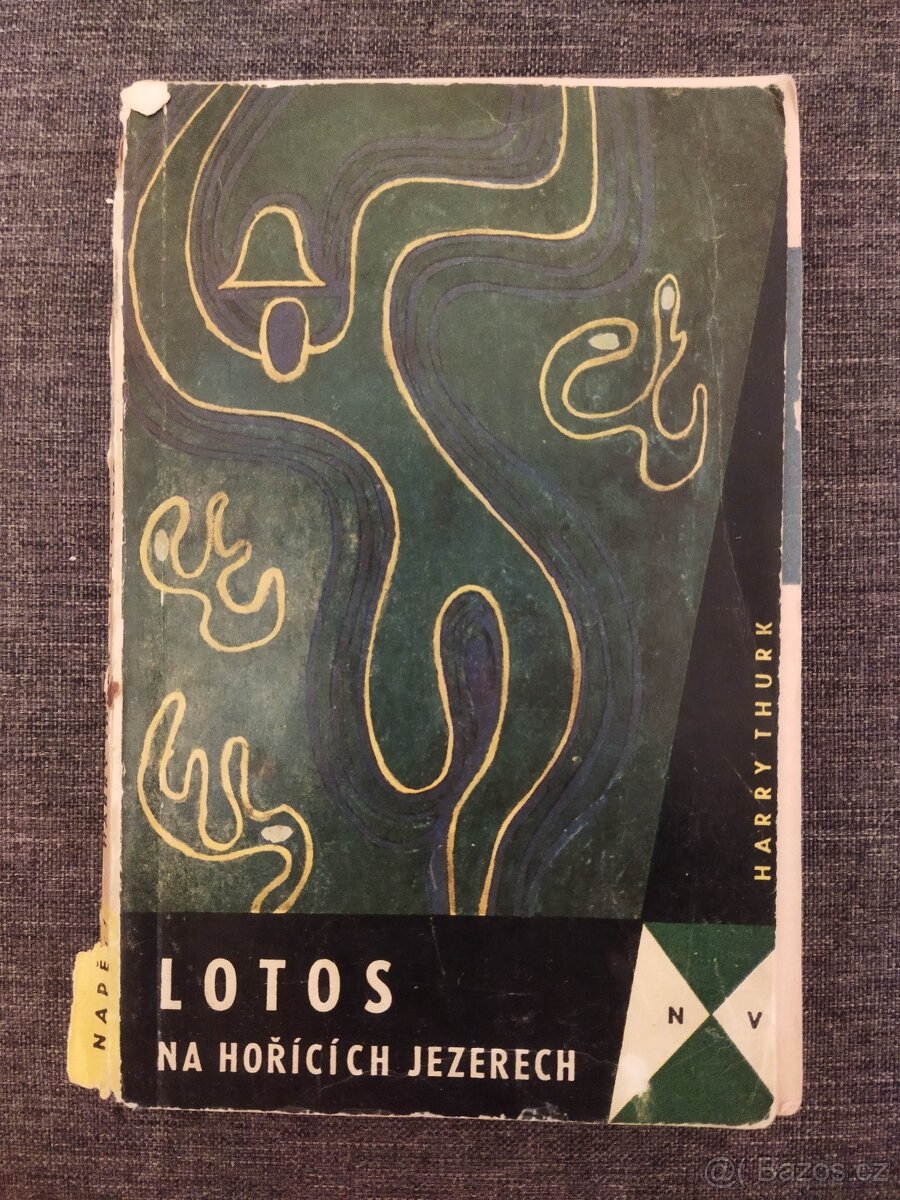 HARRY THURK
LOTOS
NA HOŘÍCÍCH JEZERECH
N V
NAPĚ
@( Bazos.cz